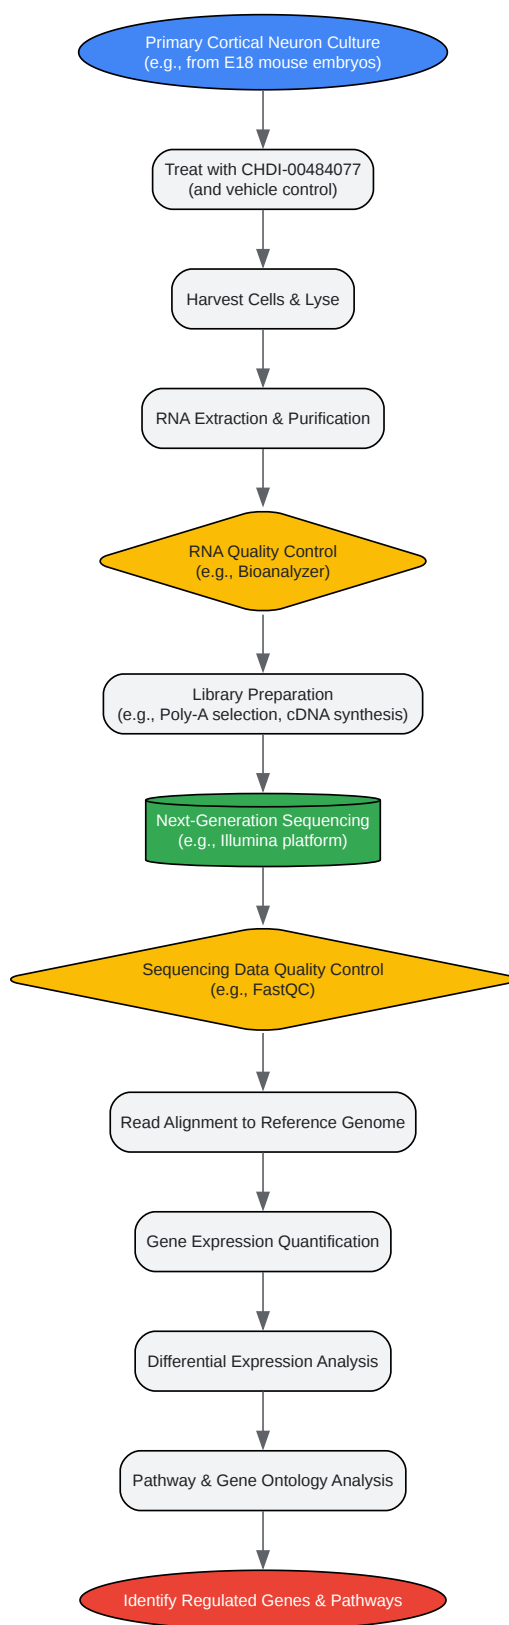 Primary Cortical Neuron Culture
(e.g., from E18 mouse embryos)
Treat with CHDI-00484077
(and vehicle control)
Harvest Cells & Lyse
RNA Extraction & Purification
RNA Quality Control
(e.g., Bioanalyzer)
Library Preparation
(e.g., Poly-A selection, cDNA synthesis)
Next-Generation Sequencing
(e.g., Illumina platform)
Sequencing Data Quality Control
(e.g., FastQC)
Read Alignment to Reference Genome
Gene Expression Quantification
Differential Expression Analysis
Pathway & Gene Ontology Analysis
Identify Regulated Genes & Pathways